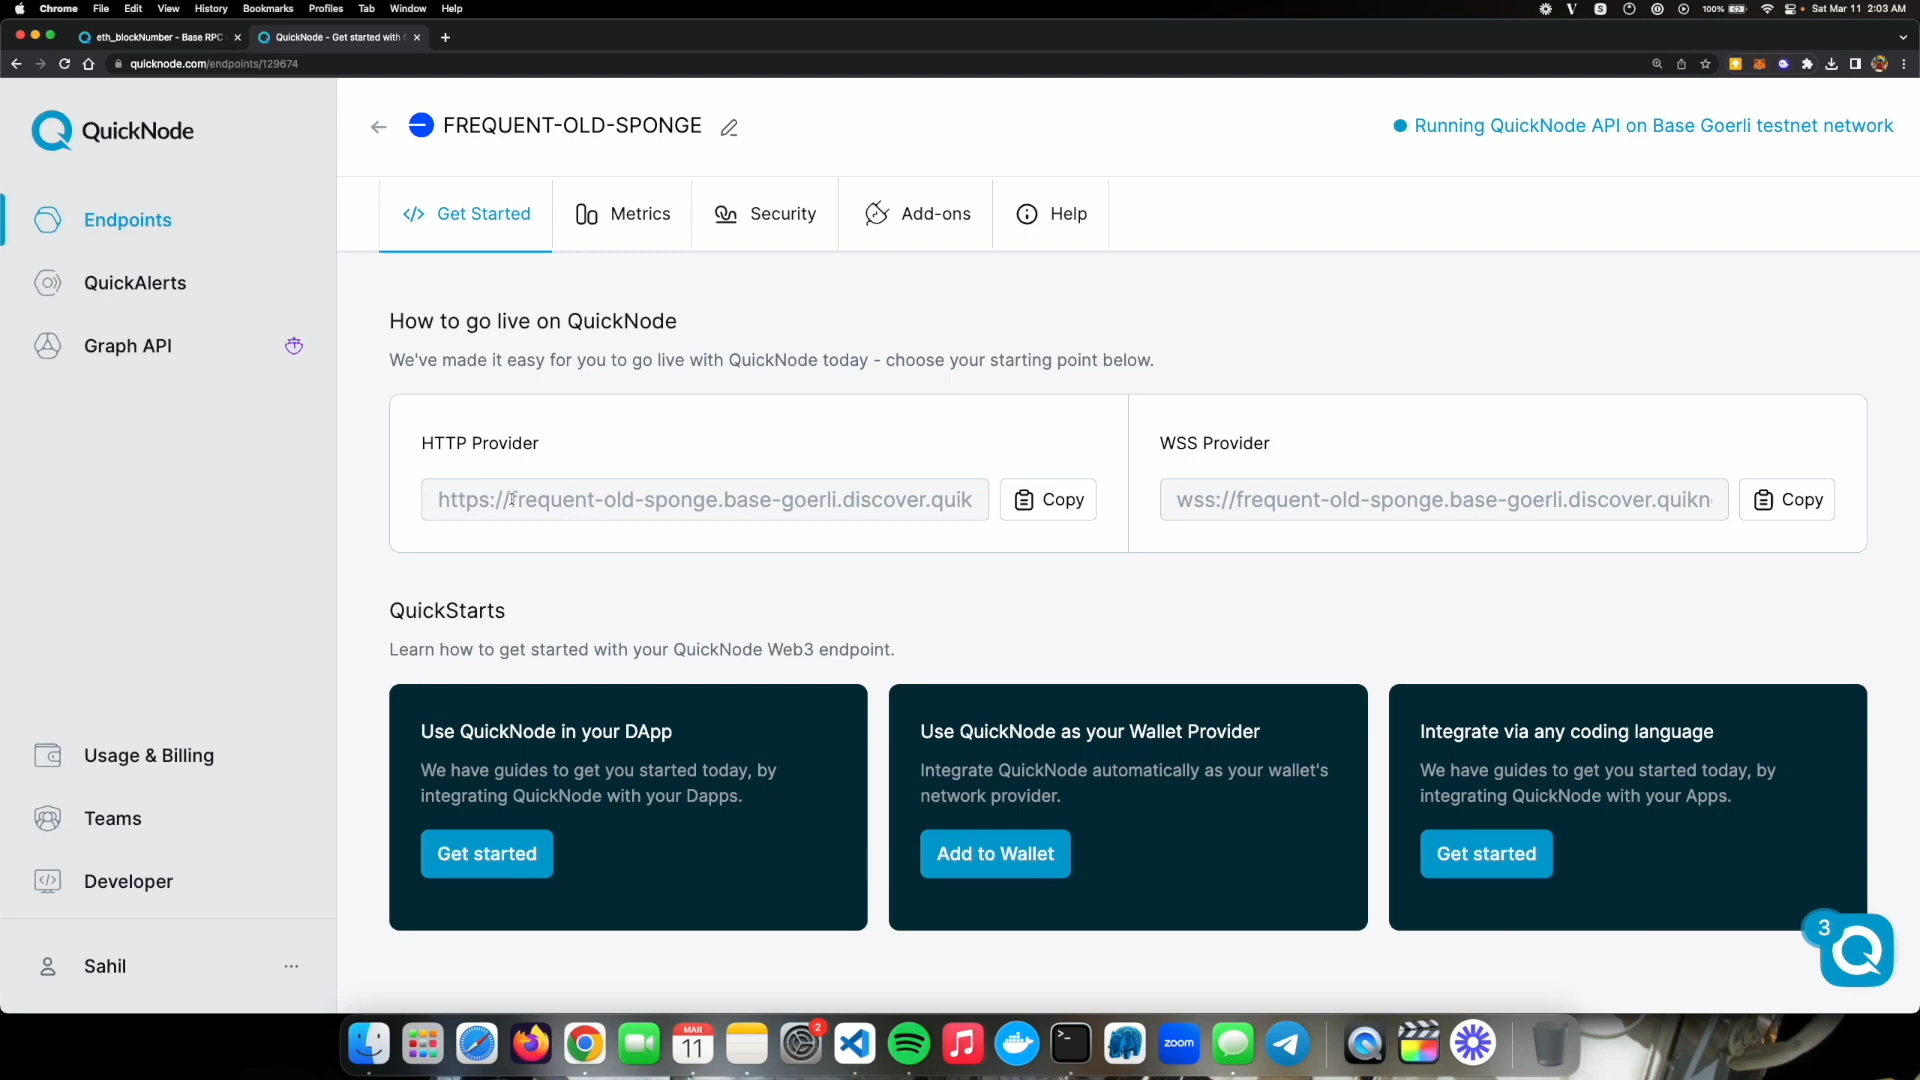 Chrome File Edit View History Bookmarks Profiles Tab Window Help
100% Sat Mar 11 2:03 AM
eth_blockNumber - Base RPC
QuickNode - Get started with
quicknode.com/endpoints/129674
QuickNode
Endpoints
QuickAlerts
Graph API
Usage & Billing
Teams
Developer
Sahil
FREQUENT-OLD-SPONGE
Running QuickNode API on Base Goerli testnet network
Get Started
Metrics
Security
Add-ons
Help
How to go live on QuickNode
We've made it easy for you to go live with QuickNode today - choose your starting point below.
HTTP Provider
https://frequent-old-sponge.base-goerli.discover.quik
Copy
WSS Provider
wss://frequent-old-sponge.base-goerli.discover.quikn
Copy
QuickStarts
Learn how to get started with your QuickNode Web3 endpoint.
Use QuickNode in your DApp
We have guides to get you started today, by
integrating QuickNode with your Dapps.
Get started
Use QuickNode as your Wallet Provider
Integrate QuickNode automatically as your wallet's
network provider.
Add to Wallet
Integrate via any coding language
We have guides to get you started today, by
integrating QuickNode with your Apps.
Get started
3
MAR
11
2
zoom